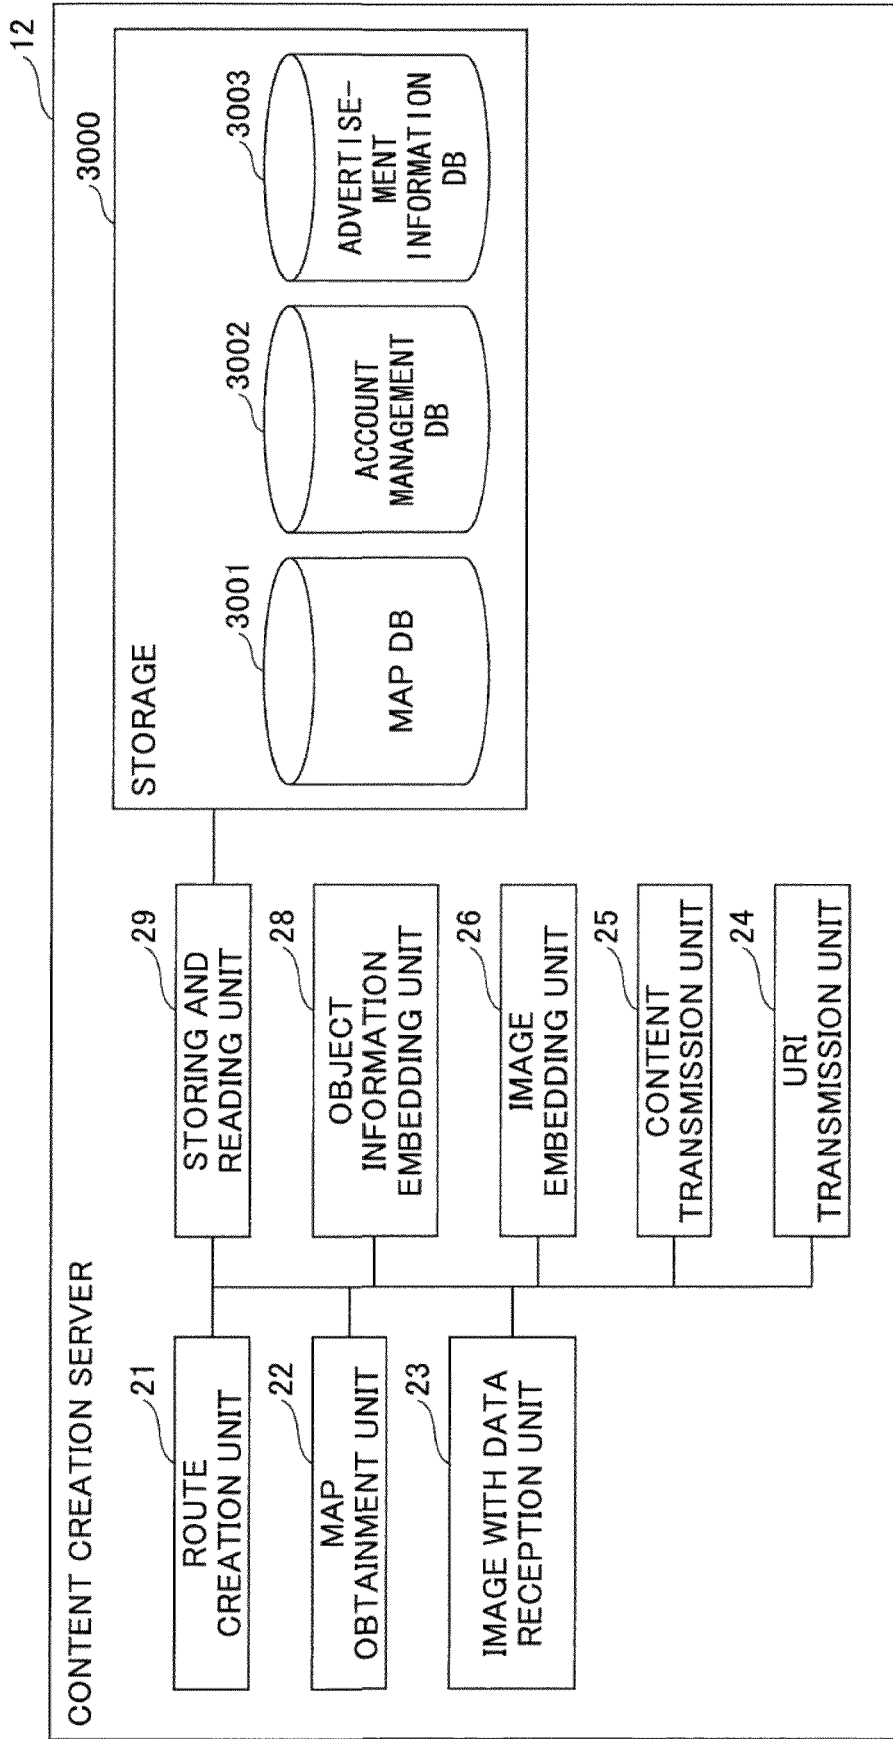 CONTENT CREATION SERVER
12
ROUTE
CREATION UNIT
21
MAP
OBTAINMENT UNIT
22
IMAGE WITH DATA
RECEPTION UNIT
23
STORING AND
READING UNIT
29
OBJECT
INFORMATION
EMBEDDING UNIT
28
IMAGE
EMBEDDING UNIT
26
CONTENT
TRANSMISSION UNIT
25
URI
TRANSMISSION UNIT
24
STORAGE
3000
MAP DB
3001
ACCOUNT
MANAGEMENT
DB
3002
ADVERTISE-
MENT
INFORMATION
DB
3003